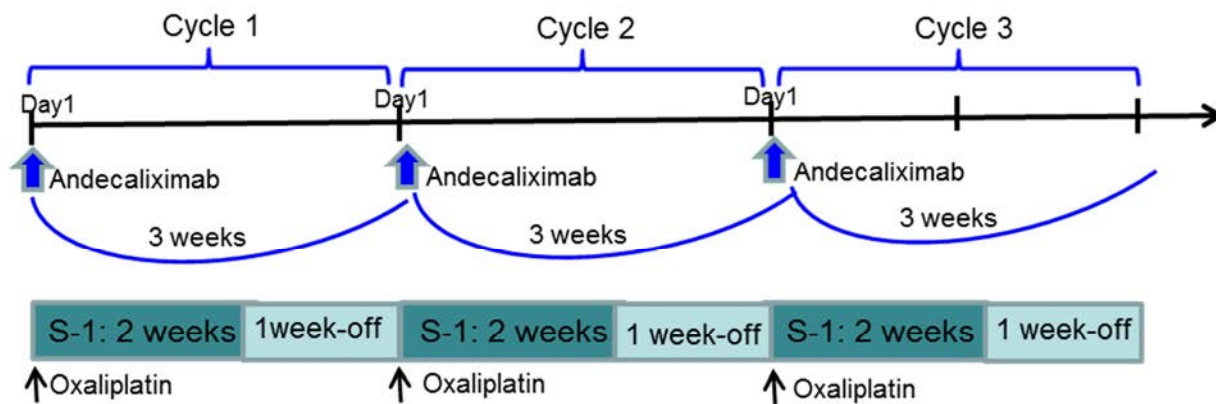 Cycle 1
Cycle 2
Cycle 3
Day1
Day1
Day1
Andecaliximab
Andecaliximab
Andecaliximab
3 weeks
3 weeks
3 weeks
S-1: 2 weeks
1week-off
S-1: 2 weeks
1 week-off
S-1: 2 weeks
1 week-off
Oxaliplatin
Oxaliplatin
Oxaliplatin